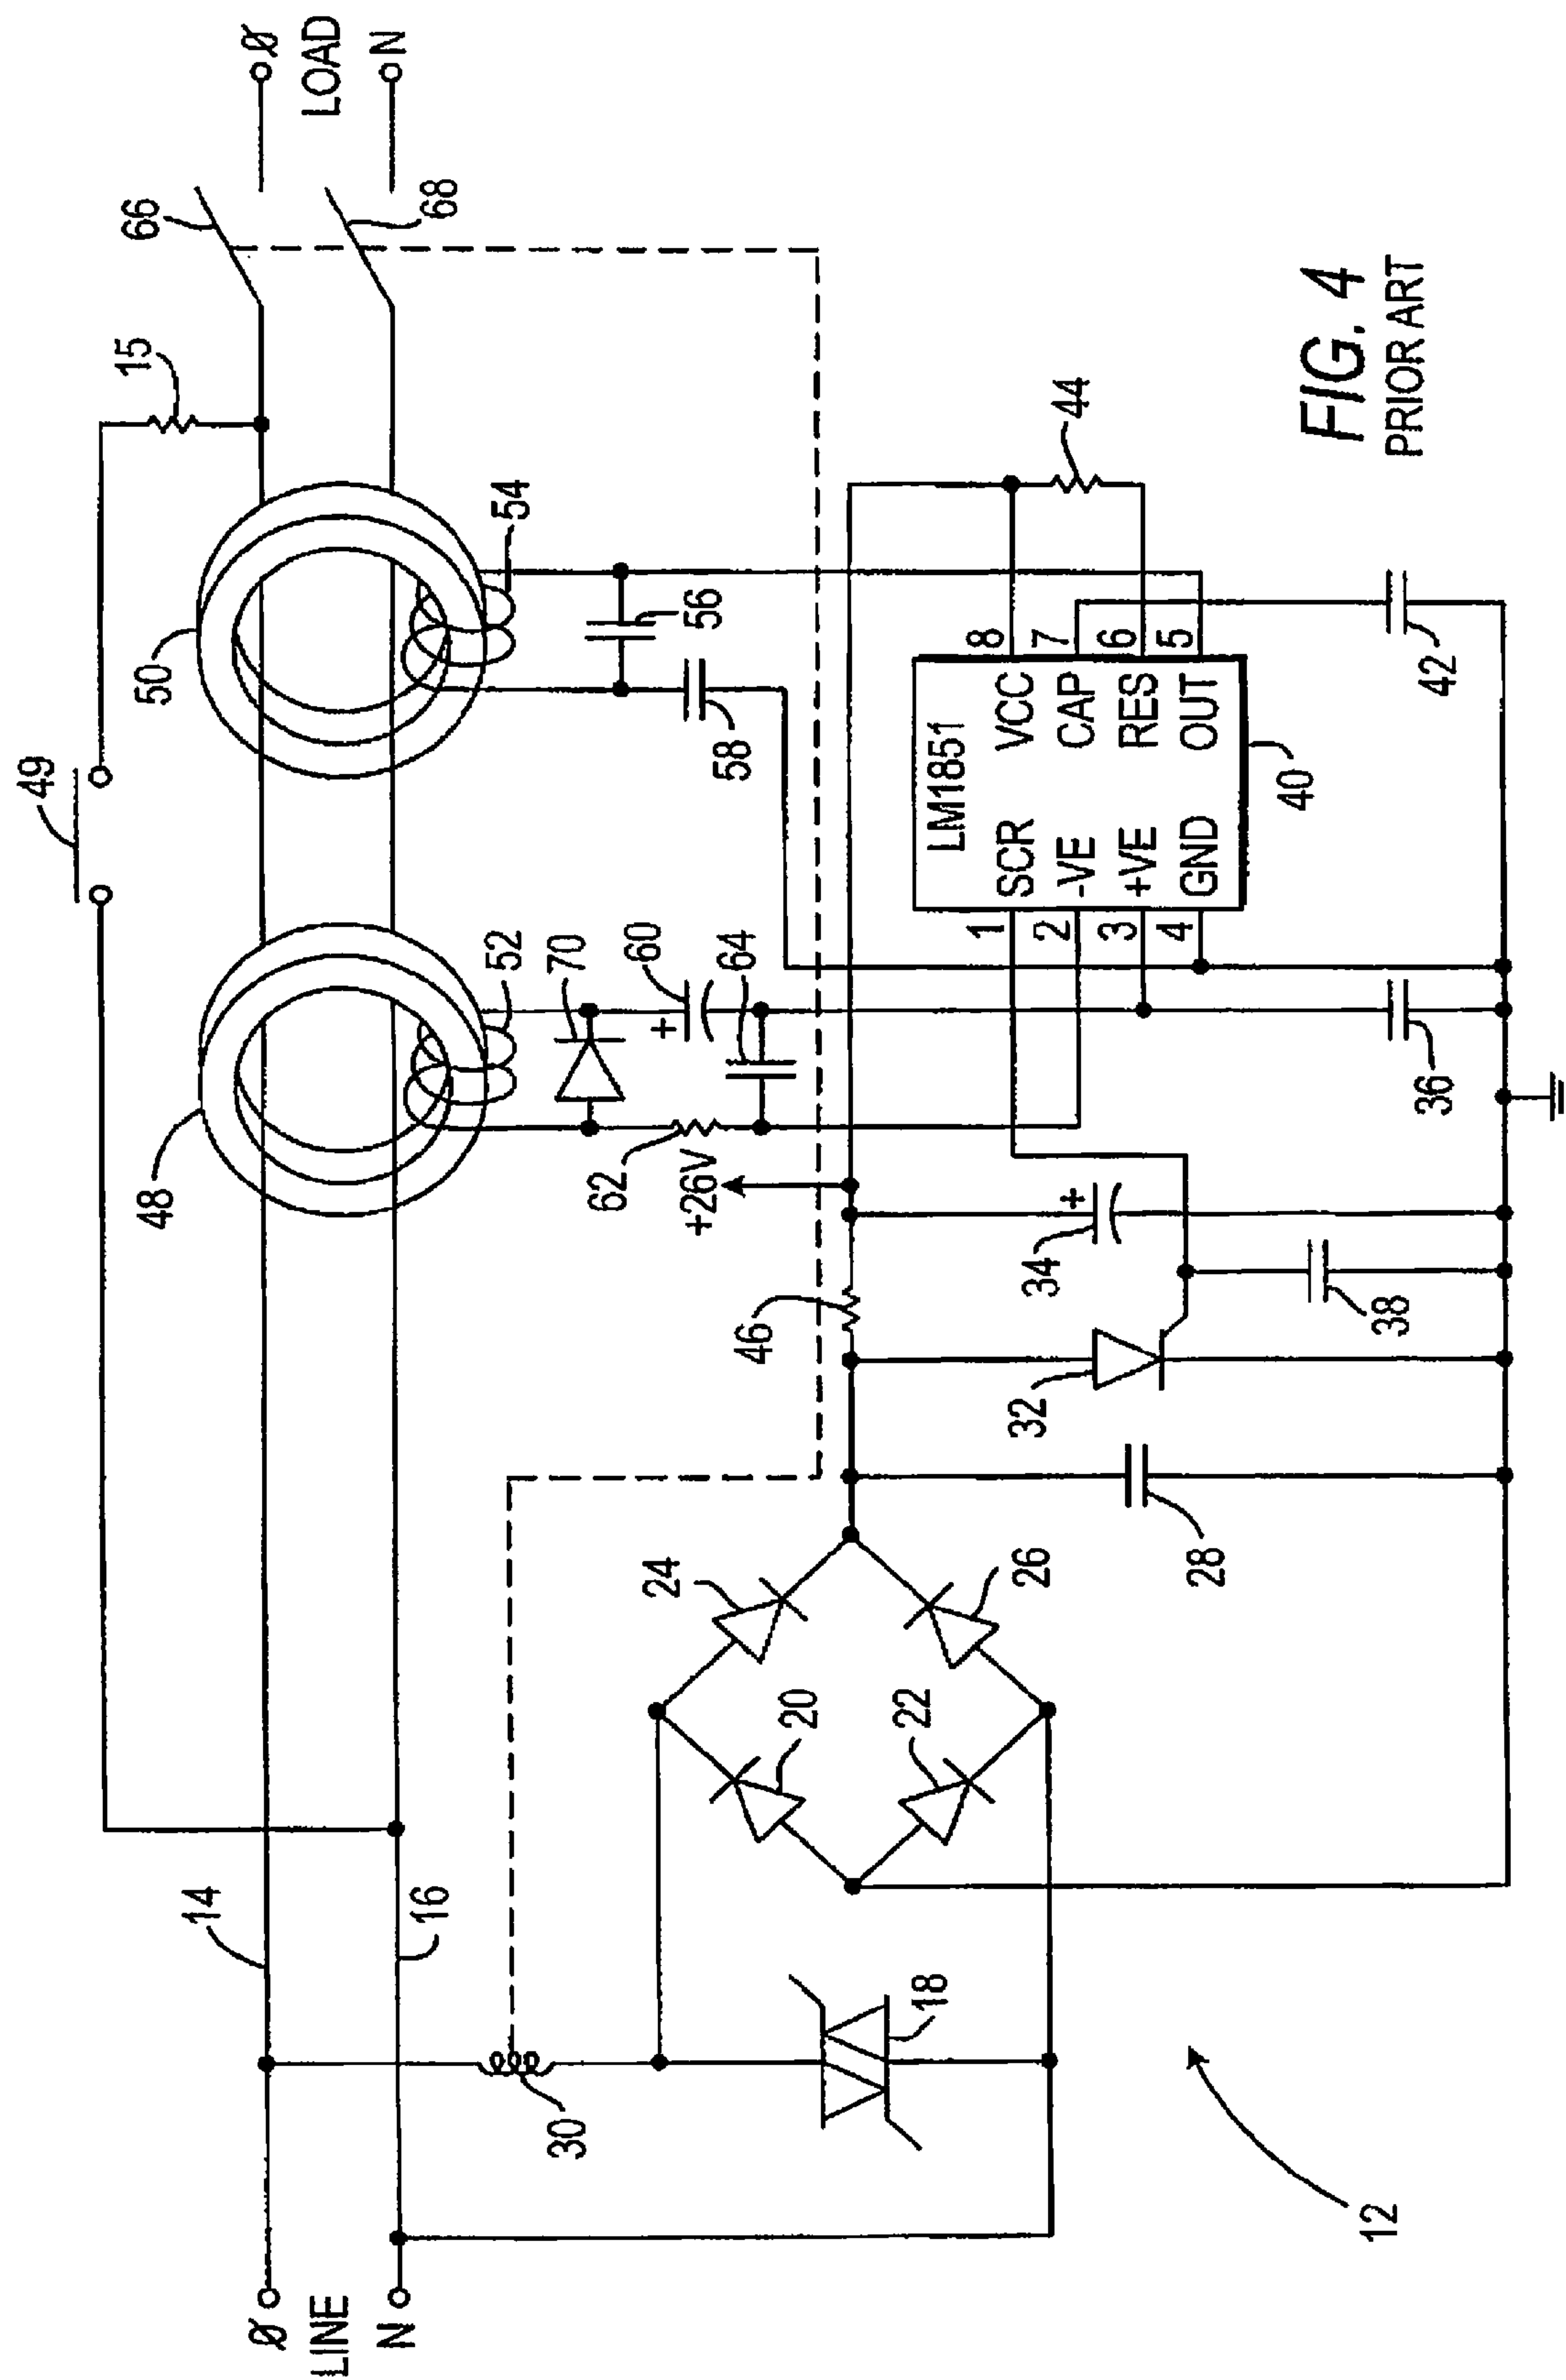 49
66
Ø
LOAD
N
15
50
48
68
14
16
54
52
56
70
60
58
64
62
+26V
30
24
20
26
22
18
46
34
32
28
38
36
LM1851
1 SCR VCC 8
2 -VE CAP 7
3 +VE RES 6
4 GND OUT 5
44
40
42
Ø
LINE
N
12
FIG. 4
PRIOR ART